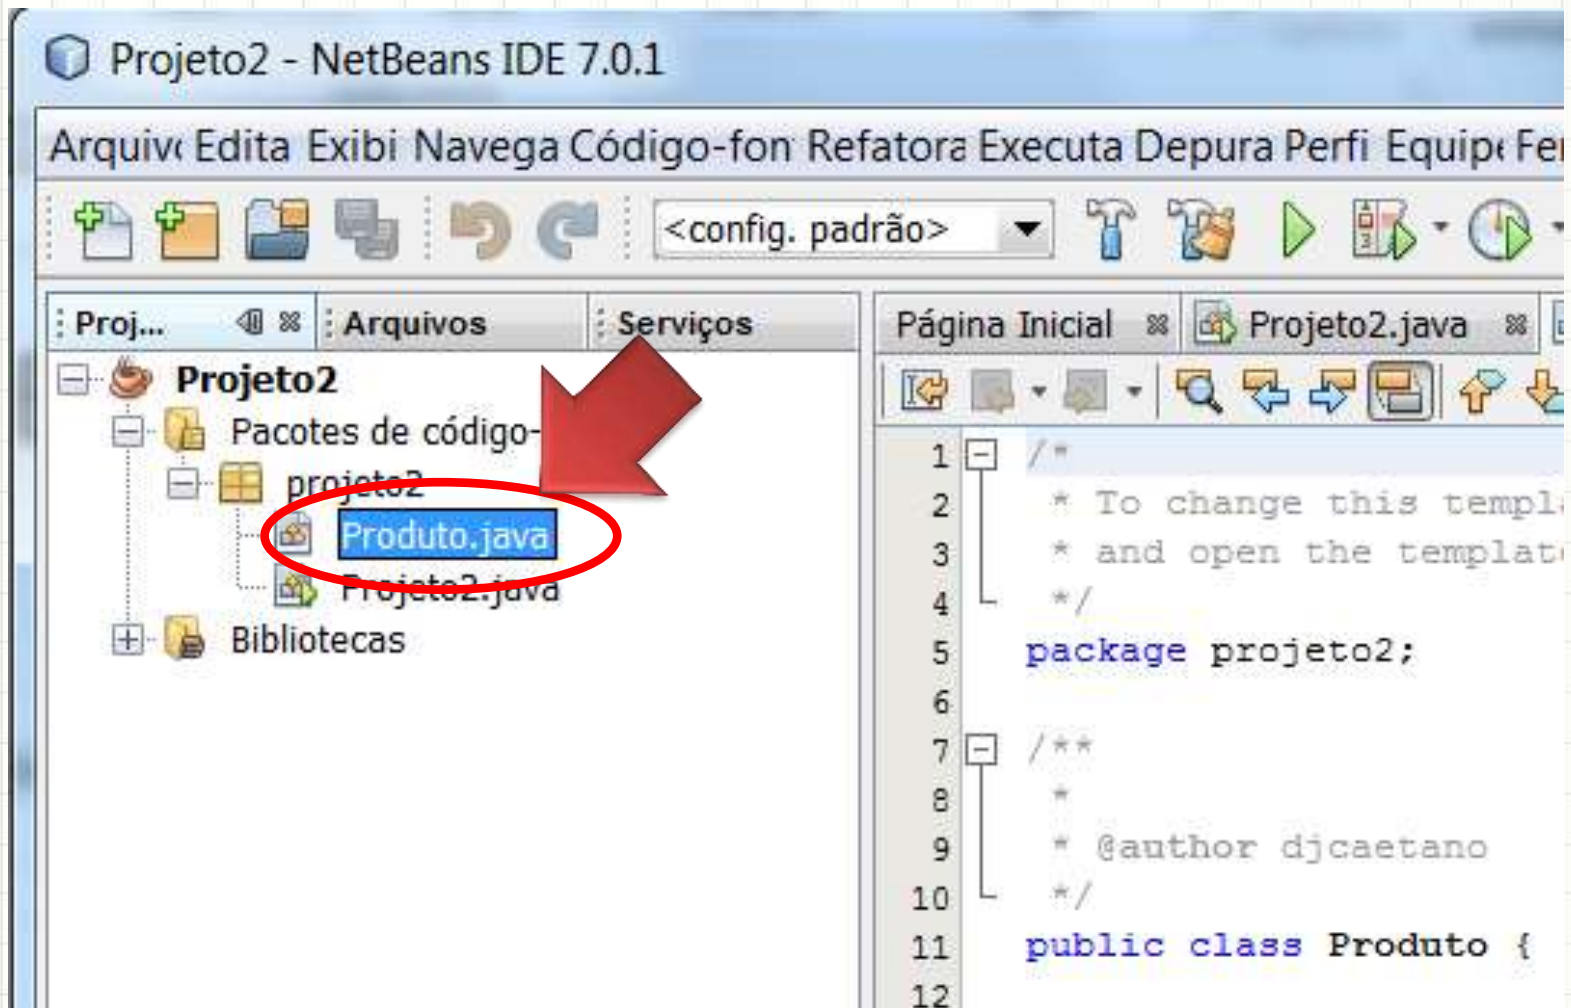 Projeto2 - NetBeans IDE 7.0.1
Arquivo Edita Exibi Navega Código-fon Refatora Executa Depura Perfi Equipe Fe
<config. padrão>
Proj... Arquivos Serviços
Página Inicial Projeto2.java
Projeto2
Pacotes de código-
projeto2
Produto.java
Projeto2.java
Bibliotecas
1 /*
2 * To change this templ
3 * and open the templat
4 */
5 package projeto2;
6
7 /**
8 *
9 * @author djcaetano
10 */
11 public class Produto {
12